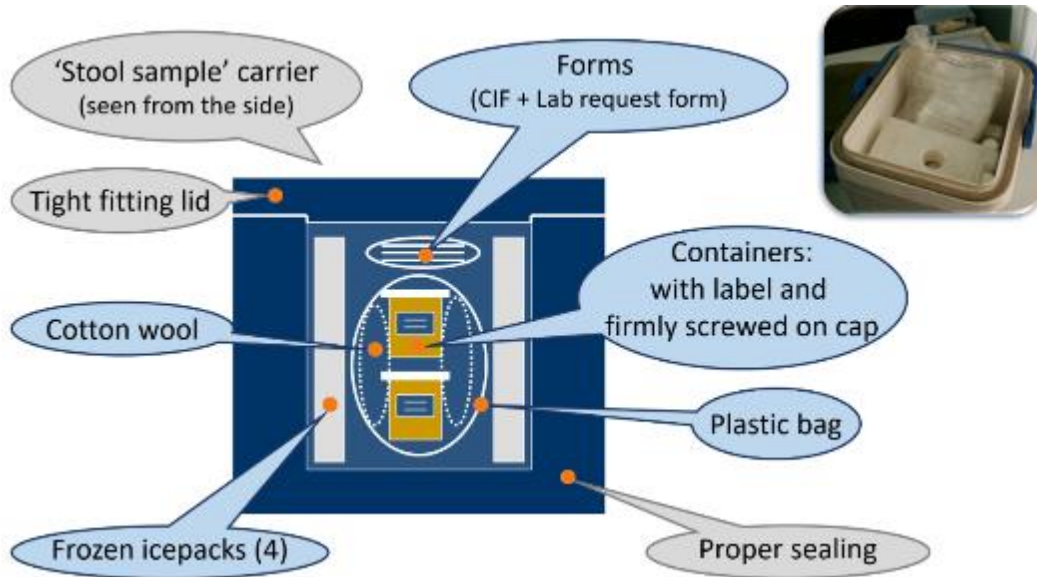 ‘Stool sample’ carrier
(seen from the side)
Forms
(CIF + Lab request form)
Tight fitting lid
Containers:
with label and
firmly screwed on cap
Cotton wool
Plastic bag
Frozen icepacks (4)
Proper sealing